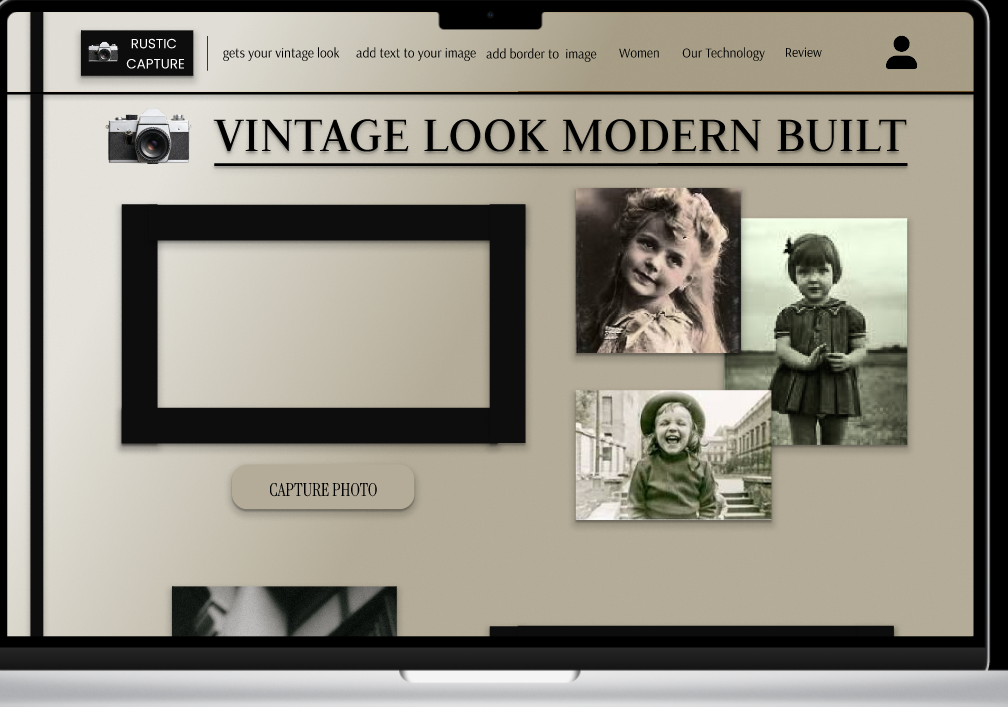 RUSTIC
CAPTURE
gets your vintage look add text to your image add border to image Women Our Technology Review
VINTAGE LOOK MODERN BUILT
CAPTURE PHOTO